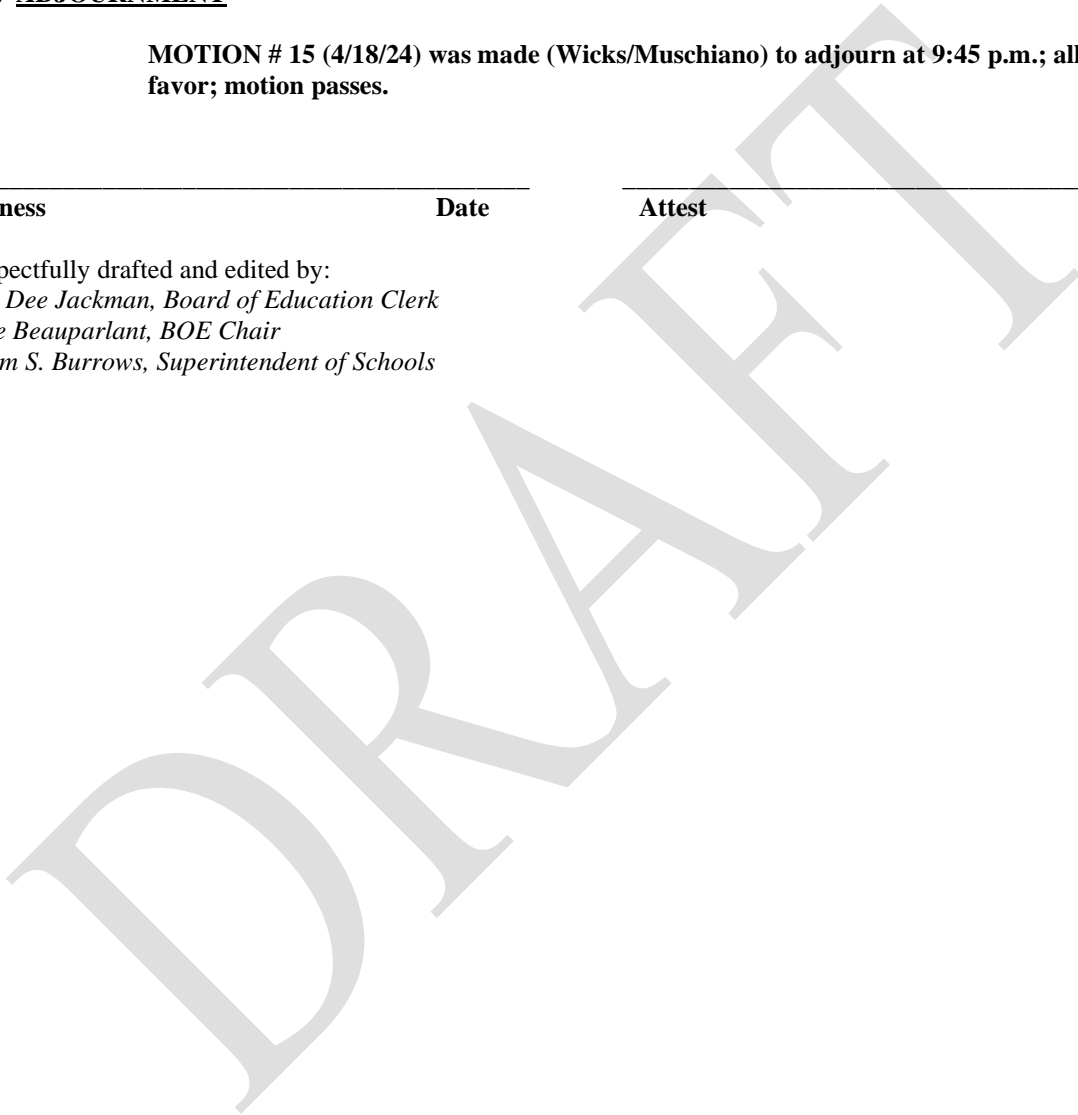 ADJOURNMENT
MOTION # 15 (4/18/24) was made (Wicks/Muschiano) to adjourn at 9:45 p.m.; all
favor; motion passes.
ness Date Attest
pectfully drafted and edited by:
Dee Jackman, Board of Education Clerk
e Beauparlant, BOE Chair
m S. Burrows, Superintendent of Schools
DRAFT